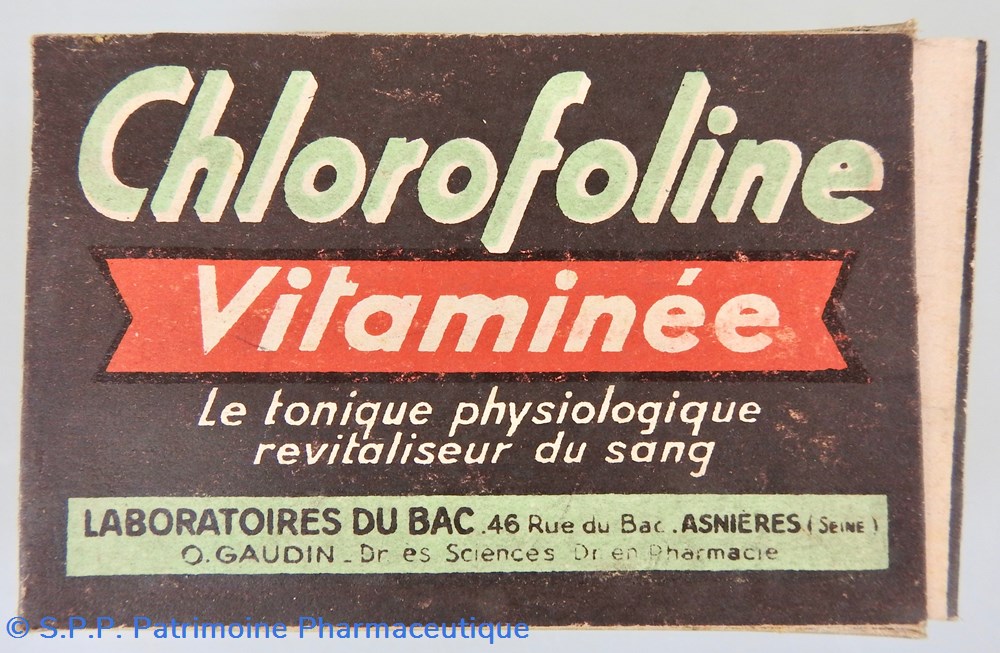 Chlorofoline
Vitaminée
Le tonique physiologique
revitaliseur du sang
LABORATOIRES DU BAC . 46 Rue du Bac . ASNIÈRES (SEINE)
O. GAUDIN - Dr es Sciences Dr en Pharmacie
© S.P.P. Patrimoine Pharmaceutique